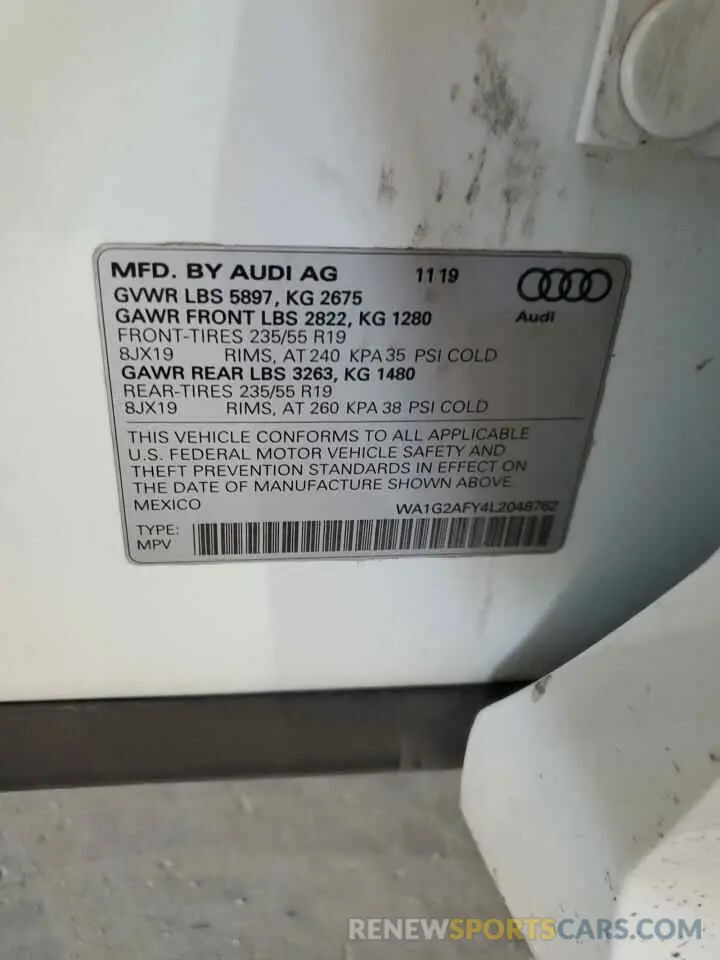 MFD. BY AUDI AG 11 19
GVWR LBS 5897, KG 2675
Audi
GAWR FRONT LBS 2822, KG 1280
FRONT-TIRES 235/55 R19
8JX19 RIMS, AT 240 KPA 35 PSI COLD
GAWR REAR LBS 3263, KG 1480
REAR-TIRES 235/55 R19
8JX19 RIMS, AT 260 KPA 38 PSI COLD
THIS VEHICLE CONFORMS TO ALL APPLICABLE
U.S. FEDERAL MOTOR VEHICLE SAFETY AND
THEFT PREVENTION STANDARDS IN EFFECT ON
THE DATE OF MANUFACTURE SHOWN ABOVE
MEXICO WA1G2AFY4L2048762
TYPE:
MPV
RENEWSPORTSCARS.COM